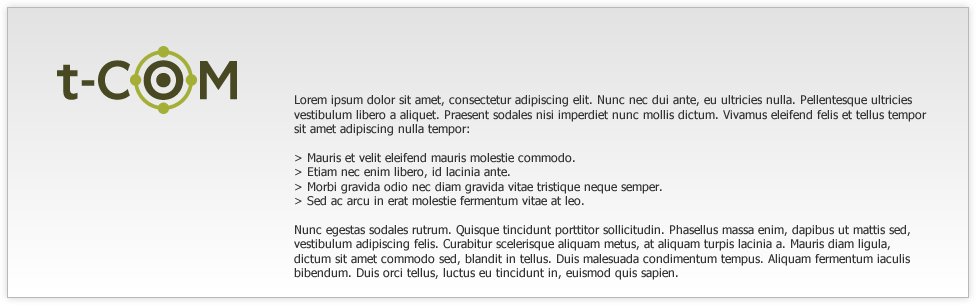 t-COM
Lorem ipsum dolor sit amet, consectetur adipiscing elit. Nunc nec dui ante, eu ultricies nulla. Pellentesque ultricies
vestibulum libero a aliquet. Praesent sodales nisi imperdiet nunc mollis dictum. Vivamus eleifend felis et tellus tempor
sit amet adipiscing nulla tempor:
> Mauris et velit eleifend mauris molestie commodo.
> Etiam nec enim libero, id lacinia ante.
> Morbi gravida odio nec diam gravida vitae tristique neque semper.
> Sed ac arcu in erat molestie fermentum vitae at leo.
Nunc egestas sodales rutrum. Quisque tincidunt porttitor sollicitudin. Phasellus massa enim, dapibus ut mattis sed,
vestibulum adipiscing felis. Curabitur scelerisque aliquam metus, at aliquam turpis lacinia a. Mauris diam ligula,
dictum sit amet commodo sed, blandit in tellus. Duis malesuada condimentum tempus. Aliquam fermentum iaculis
bibendum. Duis orci tellus, luctus eu tincidunt in, euismod quis sapien.